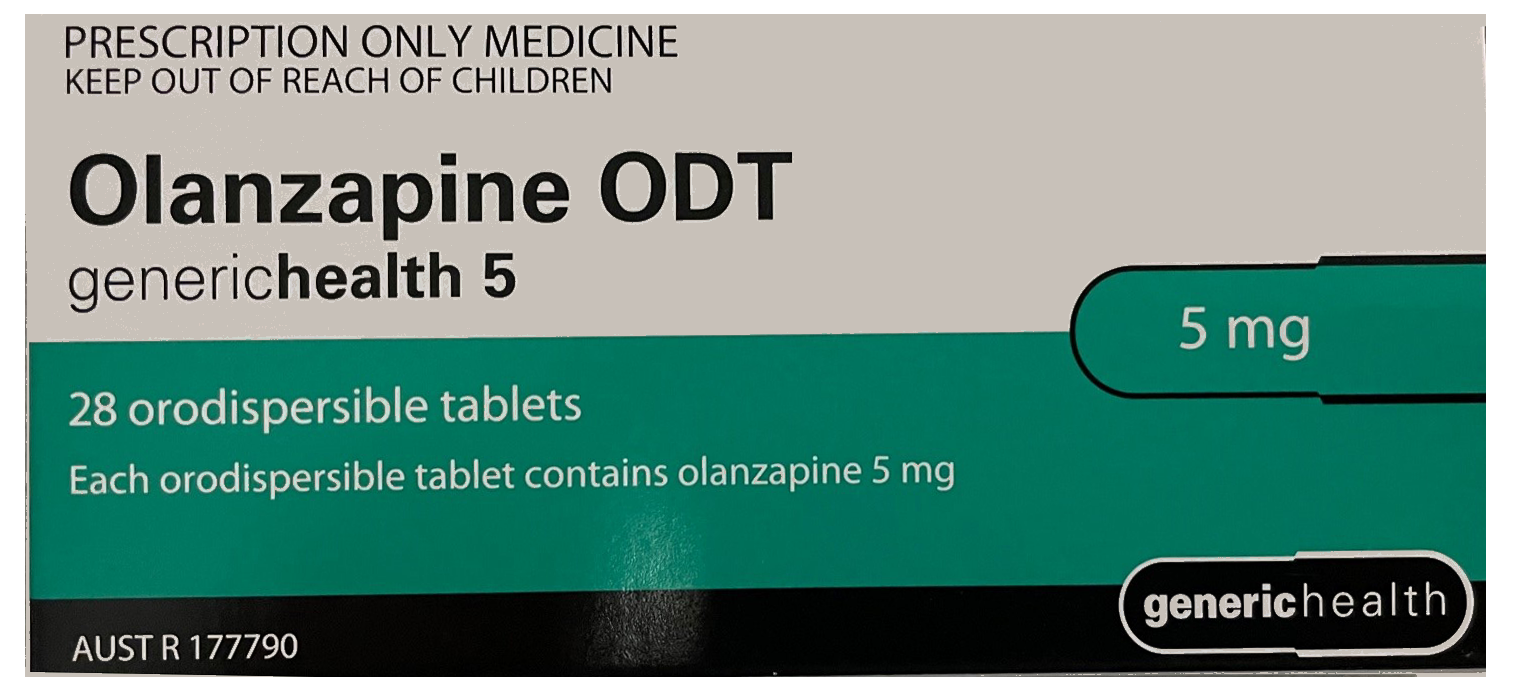 PRESCRIPTION ONLY MEDICINE
KEEP OUT OF REACH OF CHILDREN
Olanzapine ODT
generichealth 5
5 mg
28 orodispersible tablets
Each orodispersible tablet contains olanzapine 5 mg
generichealth
AUST R 177790